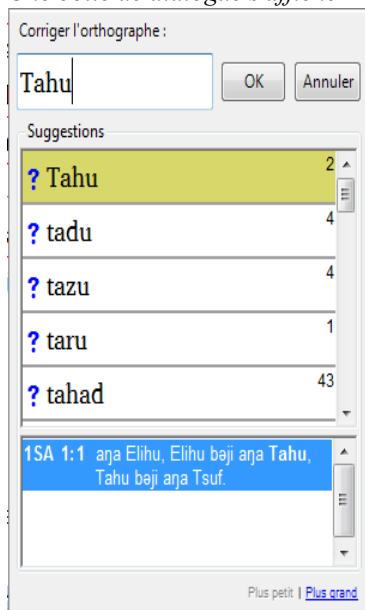 Corriger l'orthographe :
Tahu
OK
Annuler
Suggestions
? Tahu 2
? tadu 4
? tazu 4
? taru 1
? tahad 43
1SA 1:1 aŋa Elihu, Elihu bəji aŋa Tahu,
Tahu bəji aŋa Tsuf.
Plus petit | Plus grand